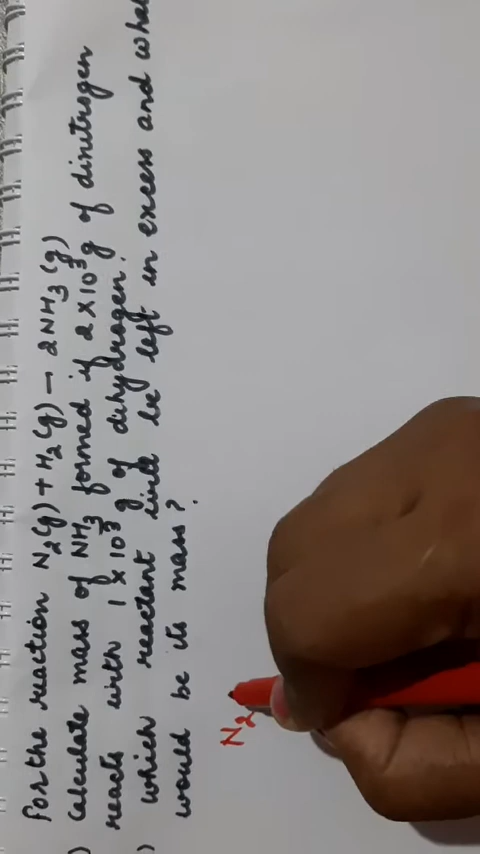 For the reaction N₂(g) + H₂(g) – 2NH₃(g)
) Calculate mass of NH₃ formed if 2 × 10³ g of dinitrogen
reacts with 1 × 10³ g of dihydrogen.
) which reactant will be left in excess and what
would be its mass?
N₂